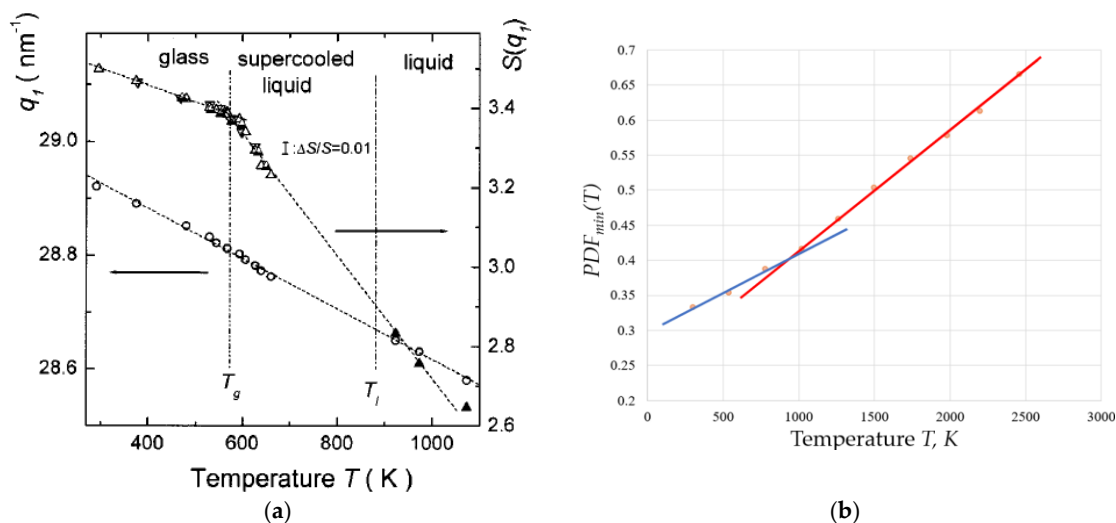 q₁ ( nm⁻¹ )
S(q₁)
glass
supercooled
liquid
liquid
I :ΔS/S=0.01
29.0
28.8
28.6
3.4
3.2
3.0
2.8
2.6
T_g
T_l
400
600
800
1000
Temperature T ( K )
(a)
PDF_min(T)
0.7
0.65
0.6
0.55
0.5
0.45
0.4
0.35
0.3
0.25
0.2
0
500
1000
1500
2000
2500
3000
Temperature T, K
(b)